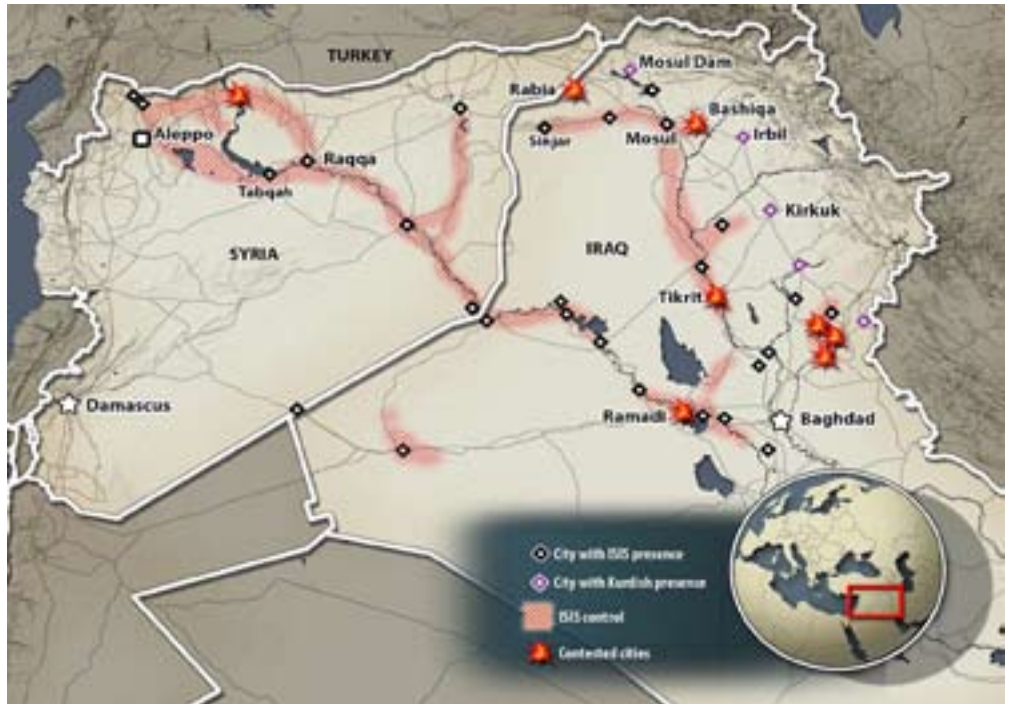 TURKEY
Mosul Dam
Rabia
Bashiqa
Aleppo
Sinjar
Mosul
Irbil
Raqqa
Tabqah
Kirkuk
SYRIA
IRAQ
Tikrit
Damascus
Ramadi
Baghdad
City with ISIS presence
City with Kurdish presence
ISIS control
Contested cities